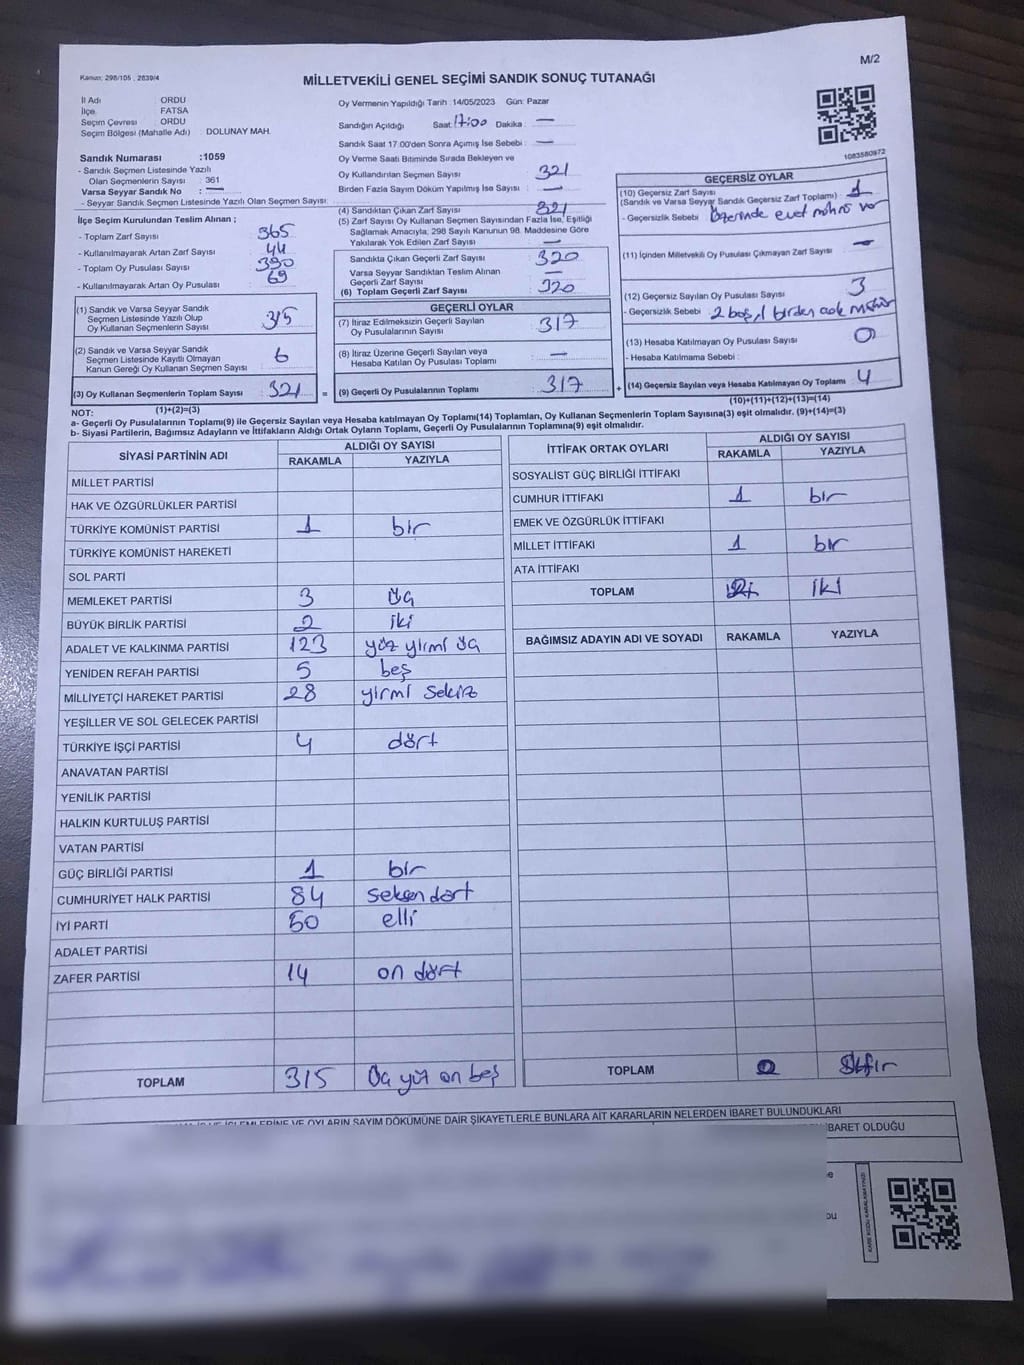 M/2
Kanun: 298/105 , 2839/4
MİLLETVEKİLİ GENEL SEÇİMİ SANDIK SONUÇ TUTANAĞI
İl Adı : ORDU
İlçe : FATSA
Seçim Çevresi : ORDU
Seçim Bölgesi (Mahalle Adı) : DOLUNAY MAH.
Sandık Numarası :1059
- Sandık Seçmen Listesinde Yazılı
Olan Seçmenlerin Sayısı : 361
Varsa Seyyar Sandık No : —
- Seyyar Sandık Seçmen Listesinde Yazılı Olan Seçmen Sayısı:
İlçe Seçim Kurulundan Teslim Alınan ;
- Toplam Zarf Sayısı 365
- Kullanılmayarak Artan Zarf Sayısı : 44
- Toplam Oy Pusulası Sayısı : 390
- Kullanılmayarak Artan Oy Pusulası : 69
(1) Sandık ve Varsa Seyyar Sandık
Seçmen Listesinde Yazılı Olup
Oy Kullanan Seçmenlerin Sayısı : 315
(2) Sandık ve Varsa Seyyar Sandık
Seçmen Listesinde Kayıtlı Olmayan
Kanun Gereği Oy Kullanan Seçmen Sayısı : 6
(3) Oy Kullanan Seçmenlerin Toplam Sayısı : 321
(1)+(2)=(3)
Oy Vermenin Yapıldığı Tarih :14/05/2023 Gün: Pazar
Sandığın Açıldığı Saat: 17:00 Dakika : —
Sandık Saat 17.00'den Sonra Açımış İse Sebebi : —
Oy Verme Saati Bitiminde Sırada Bekleyen ve
Oy Kullandırılan Seçmen Sayısı : 321
Birden Fazla Sayım Döküm Yapılmış İse Sayısı : —
(4) Sandıktan Çıkan Zarf Sayısı : 321
(5) Zarf Sayısı Oy Kullanan Seçmen Sayısından Fazla İse, Eşitliği
Sağlamak Amacıyla, 298 Sayılı Kanunun 98. Maddesine Göre
Yakılarak Yok Edilen Zarf Sayısı : —
Sandıkta Çıkan Geçerli Zarf Sayısı : 320
Varsa Seyyar Sandıktan Teslim Alınan
Geçerli Zarf Sayısı : —
(6) Toplam Geçerli Zarf Sayısı : 320
GEÇERLİ OYLAR
(7) İtiraz Edilmeksizin Geçerli Sayılan
Oy Pusulalarının Sayısı : 317
(8) İtiraz Üzerine Geçerli Sayılan veya
Hesaba Katılan Oy Pusulası Toplamı : —
= (9) Geçerli Oy Pusulalarının Toplamı : 317 +
1083580972
GEÇERSİZ OYLAR
(10) Geçersiz Zarf Sayısı
(Sandık ve Varsa Seyyar Sandık Geçersiz Zarf Toplamı) : 1
- Geçersizlik Sebebi : Üzerinde evet mührü var
(11) İçinden Milletvekili Oy Pusulası Çıkmayan Zarf Sayısı : —
(12) Geçersiz Sayılan Oy Pusulası Sayısı : 3
- Geçersizlik Sebebi : 2 boş, 1 birden çok mühür
(13) Hesaba Katılmayan Oy Pusulası Sayısı : 0
- Hesaba Katılmama Sebebi :
(14) Geçersiz Sayılan veya Hesaba Katılmayan Oy Toplamı : 4
(10)+(11)+(12)+(13)=(14)
NOT:
a- Geçerli Oy Pusulalarının Toplamı(9) ile Geçersiz Sayılan veya Hesaba katılmayan Oy Toplamı(14) Toplamları, Oy Kullanan Seçmenlerin Toplam Sayısına(3) eşit olmalıdır. (9)+(14)=(3)
b- Siyasi Partilerin, Bağımsız Adayların ve İttifakların Aldığı Ortak Oyların Toplamı, Geçerli Oy Pusulalarının Toplamına(9) eşit olmalıdır.
SİYASİ PARTİNİN ADI ALDIĞI OY SAYISI
RAKAMLA YAZIYLA
MİLLET PARTİSİ
HAK VE ÖZGÜRLÜKLER PARTİSİ
TÜRKİYE KOMÜNİST PARTİSİ 1 bir
TÜRKİYE KOMÜNİST HAREKETİ
SOL PARTİ
MEMLEKET PARTİSİ 3 üç
BÜYÜK BİRLİK PARTİSİ 2 iki
ADALET VE KALKINMA PARTİSİ 123 yüz yirmi üç
YENİDEN REFAH PARTİSİ 5 beş
MİLLİYETÇİ HAREKET PARTİSİ 28 yirmi sekiz
YEŞİLLER VE SOL GELECEK PARTİSİ
TÜRKİYE İŞÇİ PARTİSİ 4 dört
ANAVATAN PARTİSİ
YENİLİK PARTİSİ
HALKIN KURTULUŞ PARTİSİ
VATAN PARTİSİ
GÜÇ BİRLİĞİ PARTİSİ 1 bir
CUMHURİYET HALK PARTİSİ 84 seksen dört
İYİ PARTİ 50 elli
ADALET PARTİSİ
ZAFER PARTİSİ 14 on dört
TOPLAM 315 Üç yüz on beş
İTTİFAK ORTAK OYLARI ALDIĞI OY SAYISI
RAKAMLA YAZIYLA
SOSYALİST GÜÇ BİRLİĞİ İTTİFAKI
CUMHUR İTTİFAKI 1 bir
EMEK VE ÖZGÜRLÜK İTTİFAKI
MİLLET İTTİFAKI 1 bir
ATA İTTİFAKI
TOPLAM 2 iki
BAĞIMSIZ ADAYIN ADI VE SOYADI RAKAMLA YAZIYLA
TOPLAM 0 Sıfır
İŞLEMLERİNE VE OYLARIN SAYIM DÖKÜMÜNE DAİR ŞİKAYETLERLE BUNLARA AİT KARARLARIN NELERDEN İBARET BULUNDUKLARI
İBARET OLDUĞU
KARE KODU KARALAMAYINIZ!